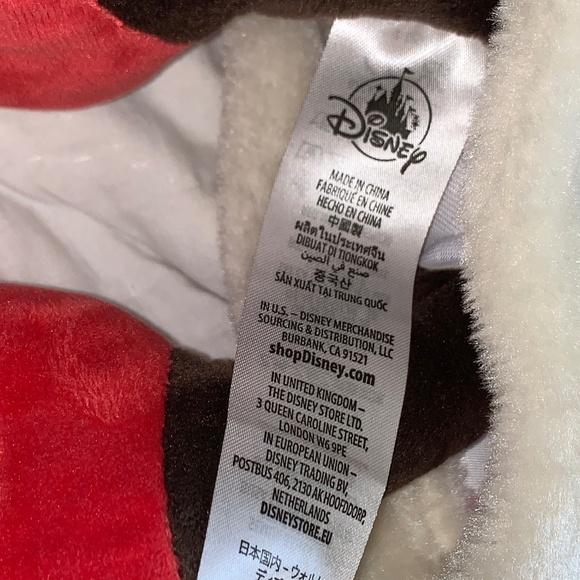 Disney
MADE IN CHINA
FABRIQUÉ EN CHINE
HECHO EN CHINA
中國製
ผลิตในประเทศจีน
DIBUAT DI TIONGKOK
صنع في الصين
중국산
SẢN XUẤT TẠI TRUNG QUỐC
IN U.S. – DISNEY MERCHANDISE
SOURCING & DISTRIBUTION, LLC
BURBANK, CA 91521
shopDisney.com
IN UNITED KINGDOM –
THE DISNEY STORE LTD.
3 QUEEN CAROLINE STREET,
LONDON W6 9PE
IN EUROPEAN UNION –
DISNEY TRADING BV,
POSTBUS 406, 2130 AK HOOFDDORP,
NETHERLANDS
DISNEYSTORE.EU
日本国内 – ウォル
ディズ